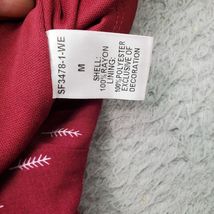 SF3478-1-WE
M
SHELL:
100%RAYON
LINING:
100%POLYESTER
EXCLUSIVE OF
DECORATION